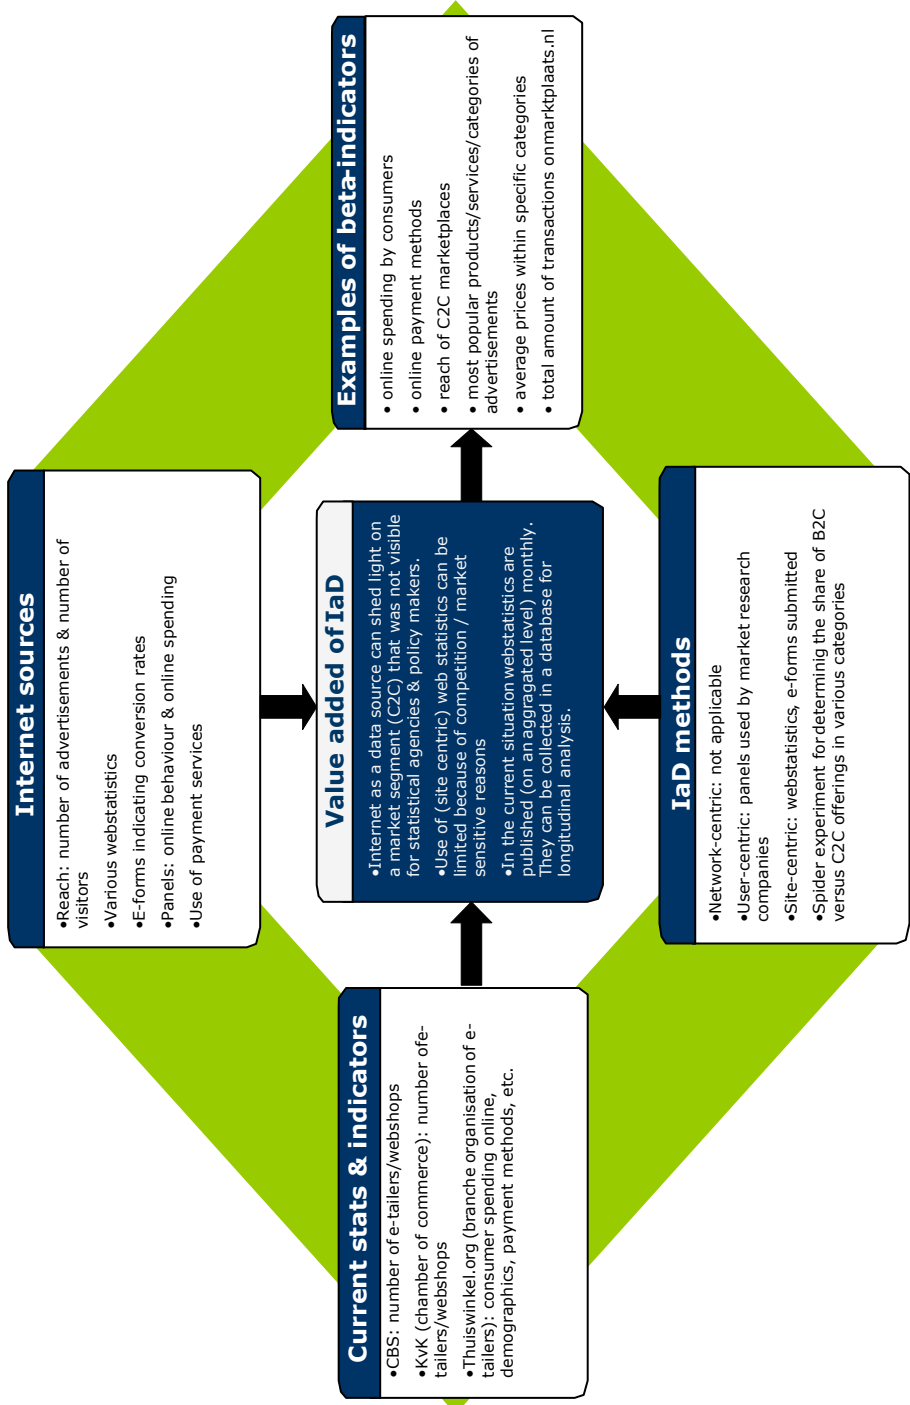 Internet sources
•Reach: number of advertisements & number of
visitors
•Various webstatistics
•E-forms indicating conversion rates
•Panels: online behaviour & online spending
•Use of payment services
Current stats & indicators
•CBS: number of e-tailers/webshops
•KvK (chamber of commerce): number ofe-
tailers/webshops
•Thuiswinkel.org (branche organisation of e-
tailers): consumer spending online,
demographics, payment methods, etc.
Value added of IaD
•Internet as a data source can shed light on
a market segment (C2C) that was not visible
for statistical agencies & policy makers.
•Use of (site centric) web statistics can be
limited because of competition / market
sensitive reasons
•In the current situation webstatistics are
published (on an aggragated level) monthly.
They can be collected in a database for
longitudinal analysis.
Examples of beta-indicators
• online spending by consumers
• online payment methods
• reach of C2C marketplaces
• most popular products/services/categories of
advertisements
• average prices within specific categories
• total amount of transactions onmarktplaats.nl
IaD methods
•Network-centric: not applicable
•User-centric: panels used by market research
companies
•Site-centric: webstatistics, e-forms submitted
•Spider experiment for determinig the share of B2C
versus C2C offerings in various categories